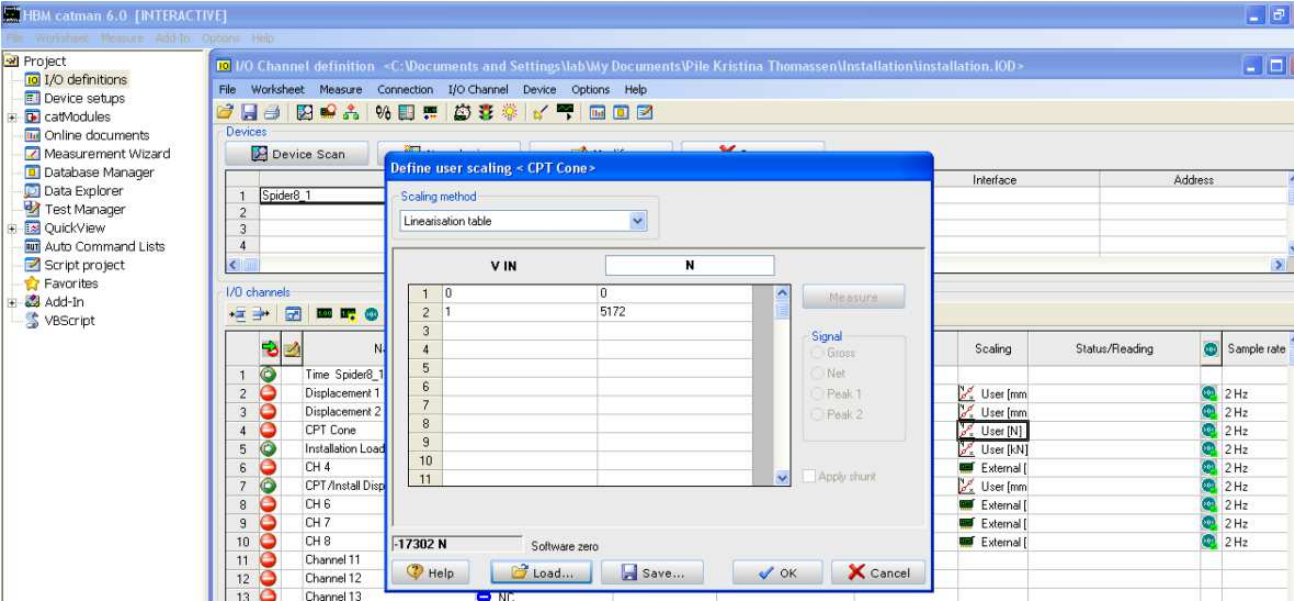 HBM catman 6.0 [INTERACTIVE]
File Worksheet Measure Add-In Options Help
Project
I/O definitions
Device setups
catModules
Online documents
Measurement Wizard
Database Manager
Data Explorer
Test Manager
QuickView
Auto Command Lists
Script project
Favorites
Add-In
VBScript
I/O Channel definition <C:\Documents and Settings\lab\My Documents\Pile Kristina Thomassen\Installation\installation.IOD>
File Worksheet Measure Connection I/O Channel Device Options Help
Devices
Device Scan
Interface Address
1 Spider8_1
2
3
4
I/O channels
Scaling Status/Reading Sample rate
1 Time Spider8_1
2 Displacement 1 User [mm 2 Hz
3 Displacement 2 User [mm 2 Hz
4 CPT Cone User [N] 2 Hz
5 Installation Load User [kN] 2 Hz
6 CH 4 External [ 2 Hz
7 CPT/Install Disp User [mm 2 Hz
8 CH 6 External [ 2 Hz
9 CH 7 External [ 2 Hz
10 CH 8 External [ 2 Hz
11 Channel 11
12 Channel 12
13 Channel 13 NC
Define user scaling < CPT Cone>
Scaling method
Linearisation table
V IN N
1 0 0
2 1 5172
3
4
5
6
7
8
9
10
11
Measure
Signal
Gross
Net
Peak 1
Peak 2
Apply shunt
-17302 N Software zero
Help Load... Save... OK Cancel